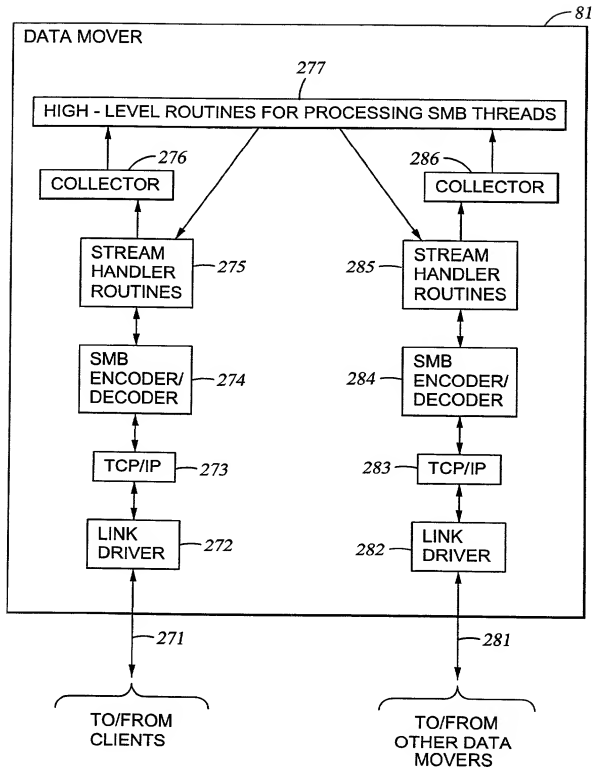 81
DATA MOVER
277
HIGH - LEVEL ROUTINES FOR PROCESSING SMB THREADS
276
COLLECTOR
286
COLLECTOR
STREAM
HANDLER
ROUTINES
275
285
STREAM
HANDLER
ROUTINES
SMB
ENCODER/
DECODER
274
284
SMB
ENCODER/
DECODER
TCP/IP
273
283
TCP/IP
LINK
DRIVER
272
282
LINK
DRIVER
271
281
TO/FROM
CLIENTS
TO/FROM
OTHER DATA
MOVERS